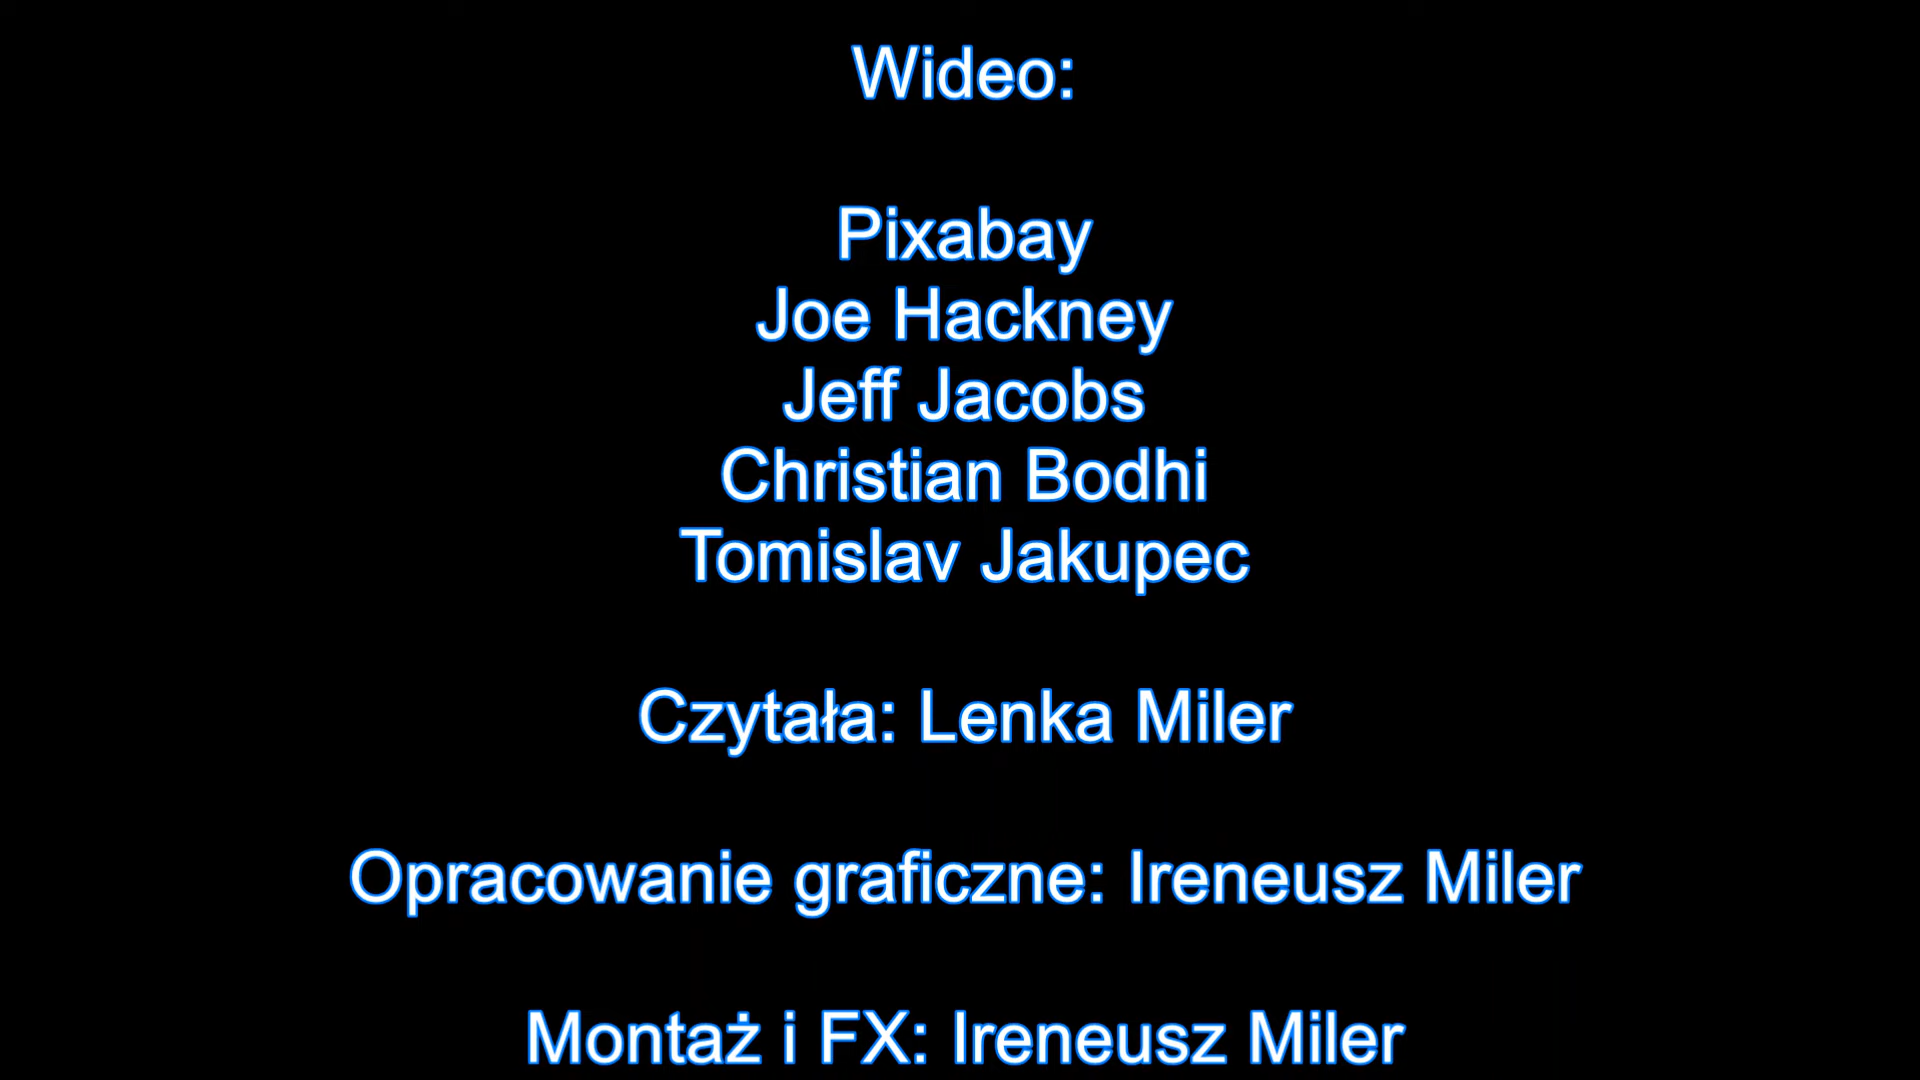 Wideo:
Pixabay
Joe Hackney
Jeff Jacobs
Christian Bodhi
Tomislav Jakupec
Czytała: Lenka Miler
Opracowanie graficzne: Ireneusz Miler
Montaż i FX: Ireneusz Miler